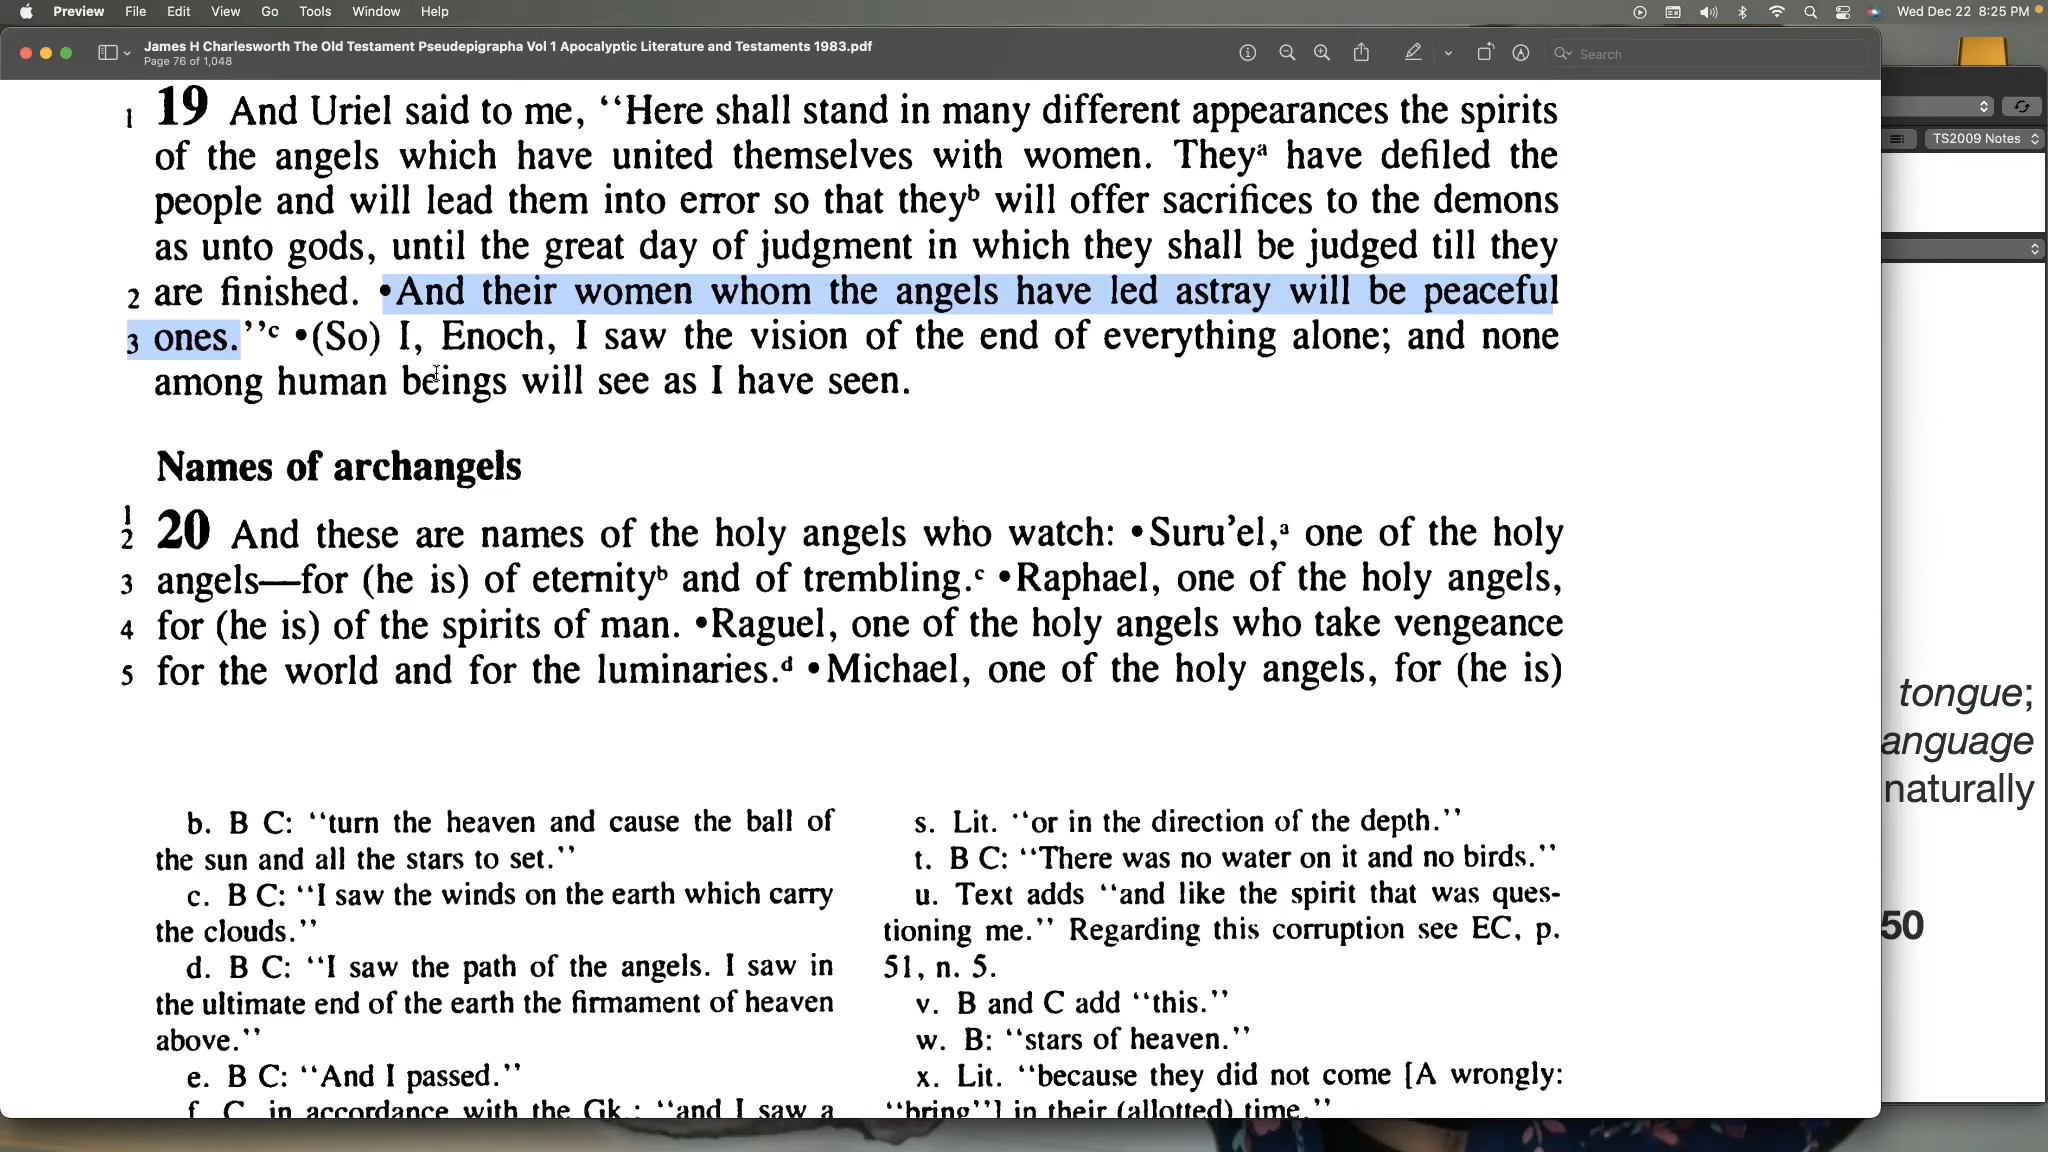 Preview File Edit View Go Tools Window Help Wed Dec 22 8:25 PM
James H Charlesworth The Old Testament Pseudepigrapha Vol 1 Apocalyptic Literature and Testaments 1983.pdf
Page 76 of 1,048
Search
1 19 And Uriel said to me, ‘‘Here shall stand in many different appearances the spirits
of the angels which have united themselves with women. Theyᵃ have defiled the
people and will lead them into error so that theyᵇ will offer sacrifices to the demons
as unto gods, until the great day of judgment in which they shall be judged till they
2 are finished. •And their women whom the angels have led astray will be peaceful
3 ones.’’ᶜ •(So) I, Enoch, I saw the vision of the end of everything alone; and none
among human beings will see as I have seen.
Names of archangels
1
2 20 And these are names of the holy angels who watch: •Suru’el,ᵃ one of the holy
3 angels—for (he is) of eternityᵇ and of trembling.ᶜ •Raphael, one of the holy angels,
4 for (he is) of the spirits of man. •Raguel, one of the holy angels who take vengeance
5 for the world and for the luminaries.ᵈ •Michael, one of the holy angels, for (he is)
b. B C: ‘‘turn the heaven and cause the ball of
the sun and all the stars to set.’’
c. B C: ‘‘I saw the winds on the earth which carry
the clouds.’’
d. B C: ‘‘I saw the path of the angels. I saw in
the ultimate end of the earth the firmament of heaven
above.’’
e. B C: ‘‘And I passed.’’
f. C, in accordance with the Gk.: ‘‘and I saw a
s. Lit. ‘‘or in the direction of the depth.’’
t. B C: ‘‘There was no water on it and no birds.’’
u. Text adds ‘‘and like the spirit that was ques-
tioning me.’’ Regarding this corruption see EC, p.
51, n. 5.
v. B and C add ‘‘this.’’
w. B: ‘‘stars of heaven.’’
x. Lit. ‘‘because they did not come [A wrongly:
‘‘bring’’] in their (allotted) time.’’
TS2009 Notes
tongue;
anguage
naturally
50